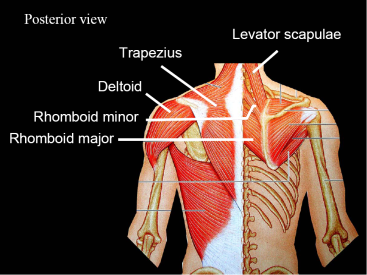 Posterior view
Levator scapulae
Trapezius
Deltoid
Rhomboid minor
Rhomboid major